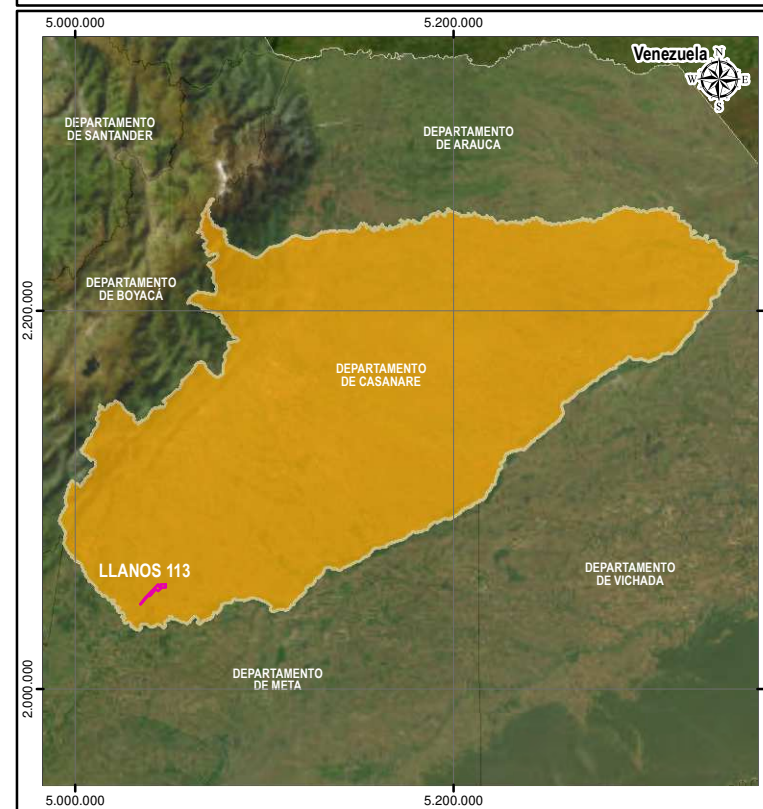 5.000.000
5.200.000
Venezuela
N
W
E
S
DEPARTAMENTO
DE SANTANDER
DEPARTAMENTO
DE ARAUCA
DEPARTAMENTO
DE BOYACÁ
2.200.000
DEPARTAMENTO
DE CASANARE
LLANOS 113
DEPARTAMENTO
DE VICHADA
DEPARTAMENTO
DE META
2.000.000
5.000.000
5.200.000